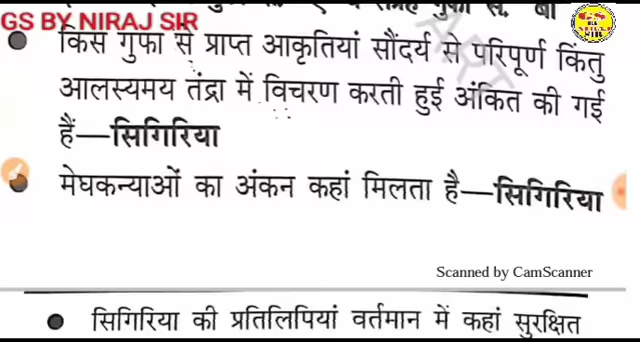 GS BY NIRAJ SIR
किस गुफा से प्राप्त आकृतियां सौंदर्य से परिपूर्ण किंतु
आलस्यमय तंद्रा में विचरण करती हुई अंकित की गई
हैं—सिगिरिया
मेघकन्याओं का अंकन कहां मिलता है—सिगिरिया
Scanned by CamScanner
सिगिरिया की प्रतिलिपियां वर्तमान में कहां सुरक्षित